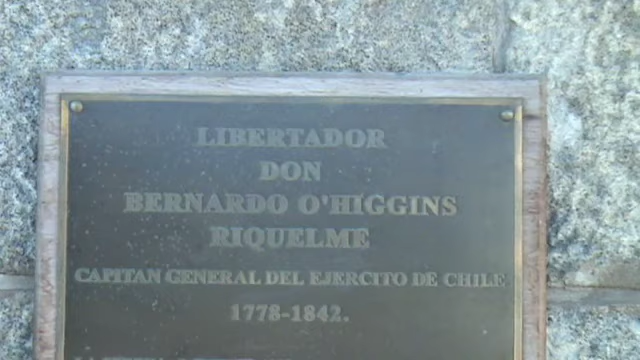 LIBERTADOR
DON
BERNARDO O'HIGGINS
RIQUELME
CAPITAN GENERAL DEL EJERCITO DE CHILE
1778-1842.